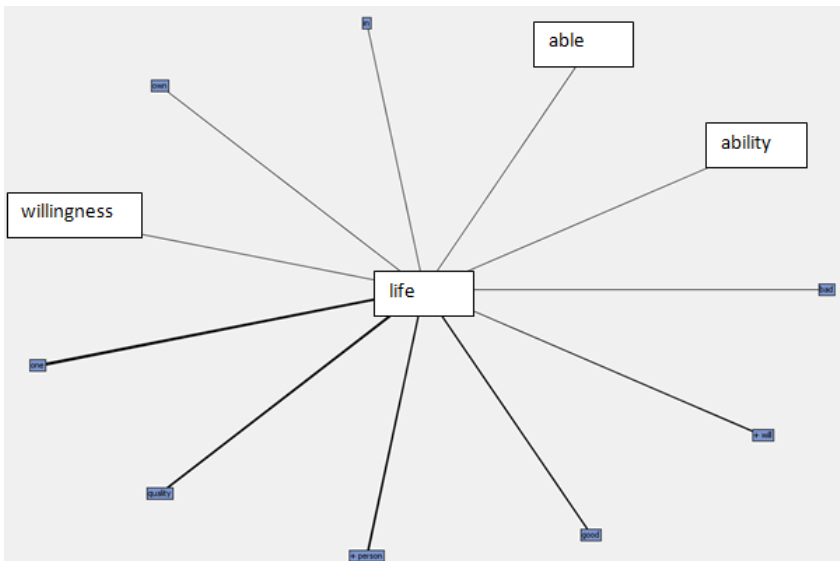 in
able
own
ability
willingness
life
bad
one
+ will
quality
good
+ person